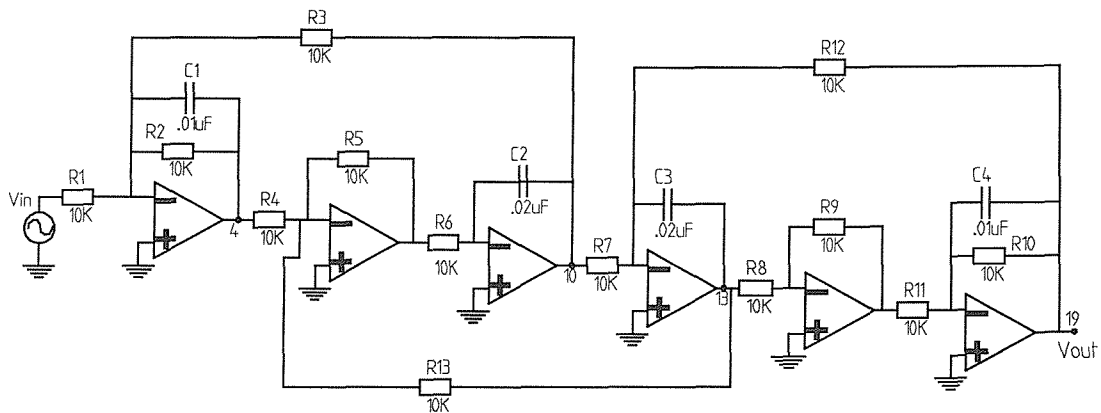 R3
10K
C1
.01uF
R2
10K
Vin
R1
10K
4
R4
10K
R5
10K
R6
10K
C2
.02uF
10
R7
10K
R12
10K
C3
.02uF
13
R8
10K
R9
10K
R11
10K
C4
.01uF
R10
10K
19
Vout
R13
10K